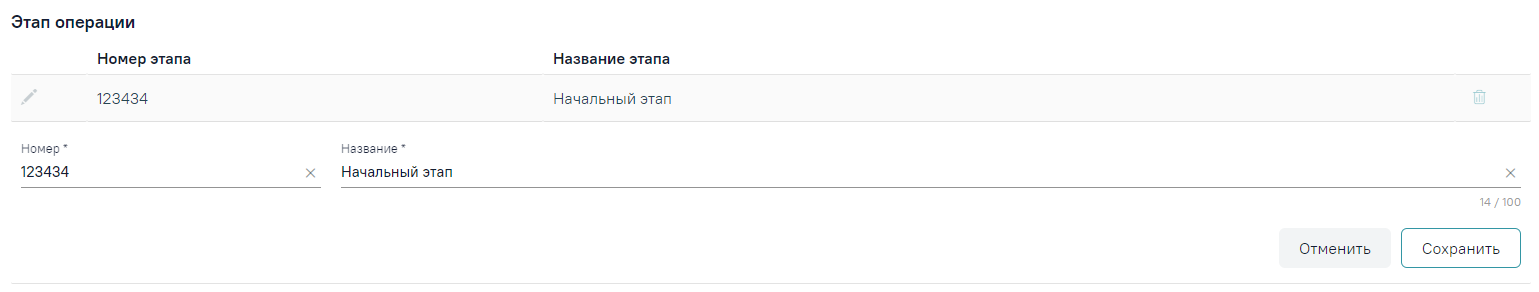 Этап операции
Номер этапа Название этапа
123434 Начальный этап
Номер * Название *
123434 Начальный этап
14 / 100
Отменить Сохранить